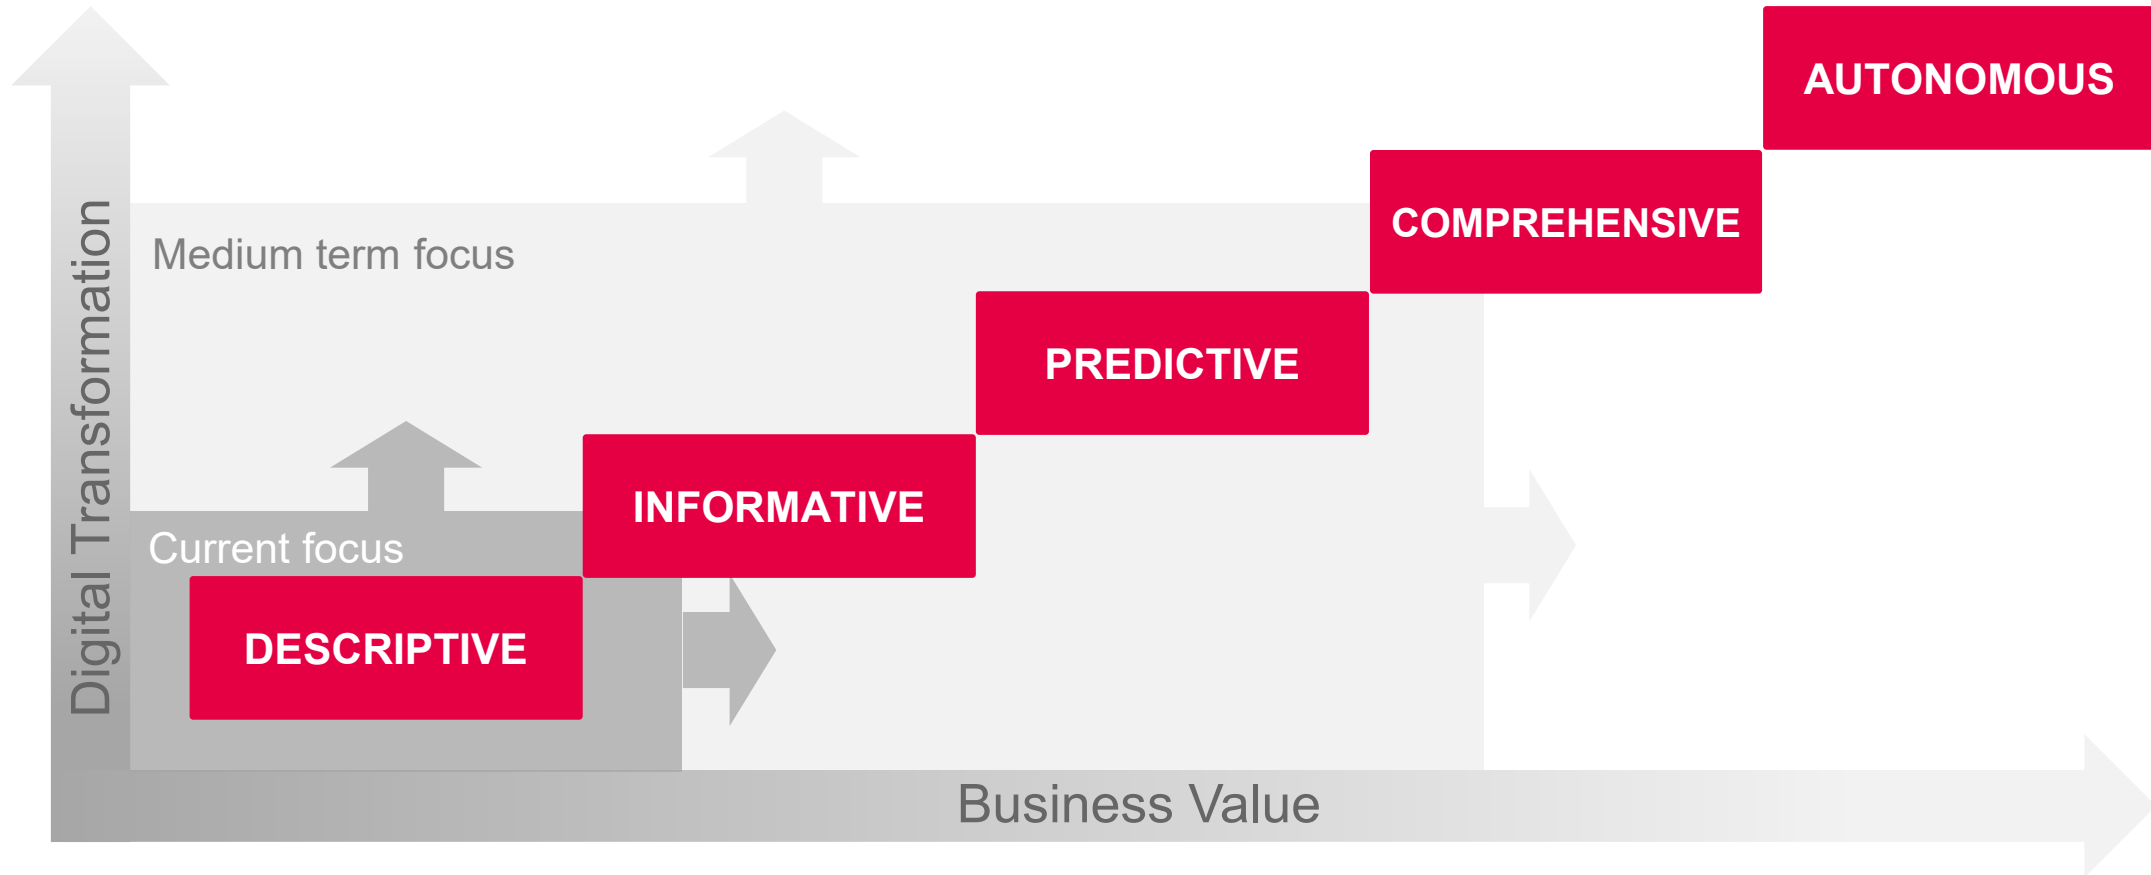 AUTONOMOUS
COMPREHENSIVE
Medium term focus
PREDICTIVE
INFORMATIVE
Current focus
DESCRIPTIVE
Digital Transformation
Business Value